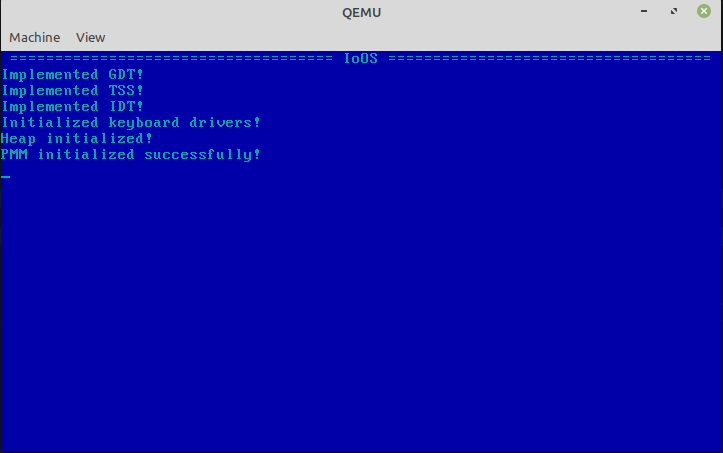 QEMU
Machine View
==================================== IoOS ====================================
Implemented GDT!
Implemented TSS!
Implemented IDT!
Initialized keyboard drivers!
Heap initialized!
PMM initialized successfully!
_